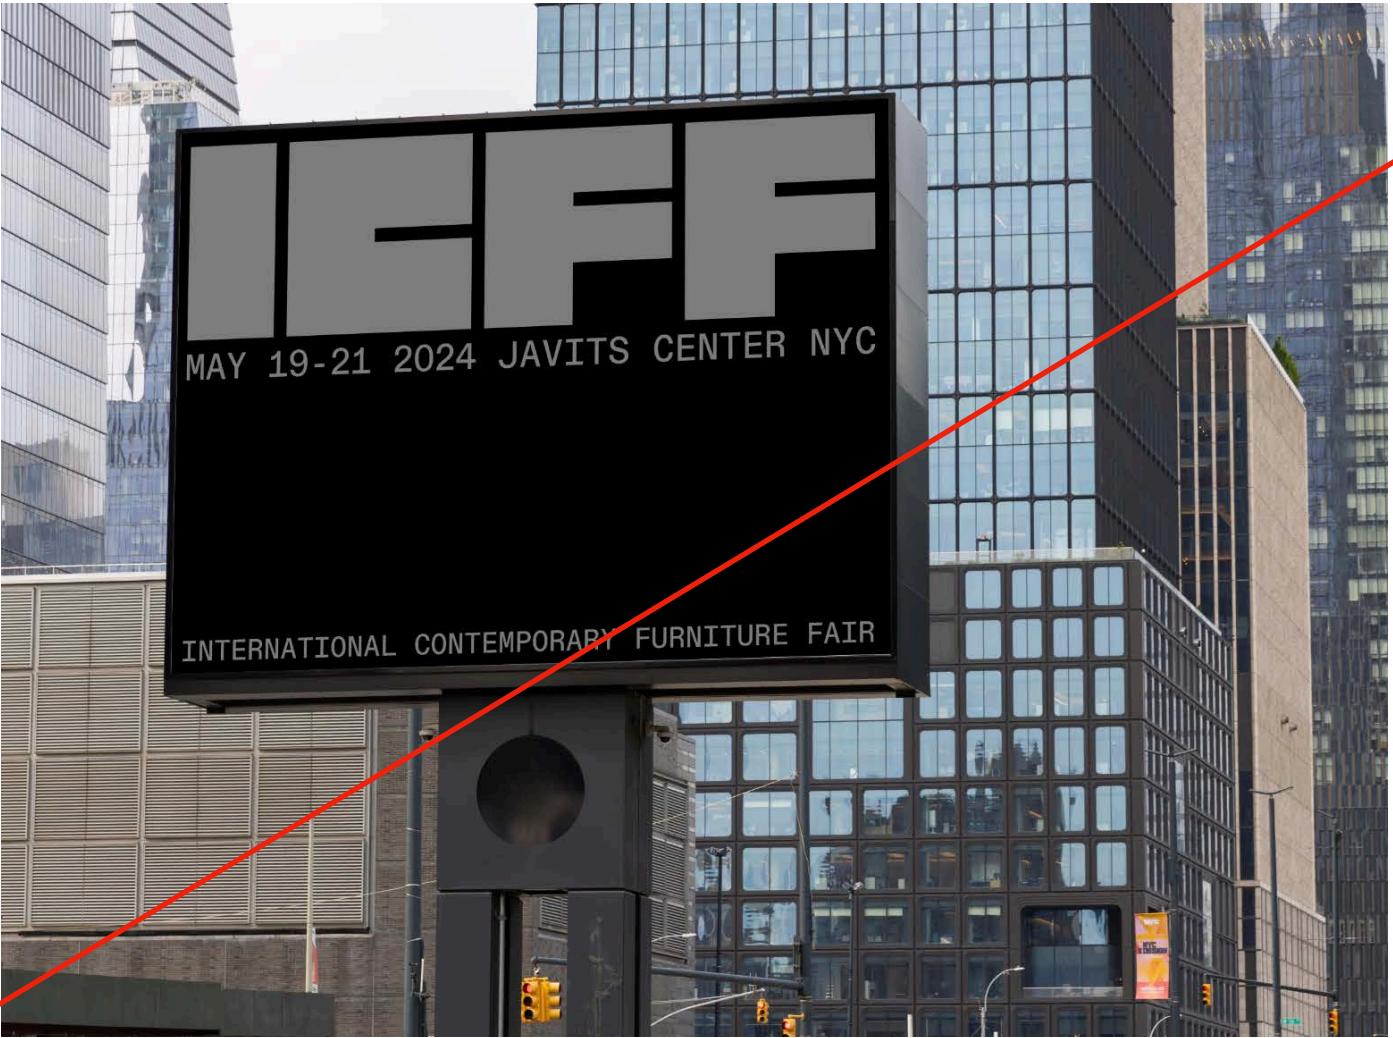 ICFF
MAY 19-21 2024 JAVITS CENTER NYC
INTERNATIONAL CONTEMPORARY FURNITURE FAIR